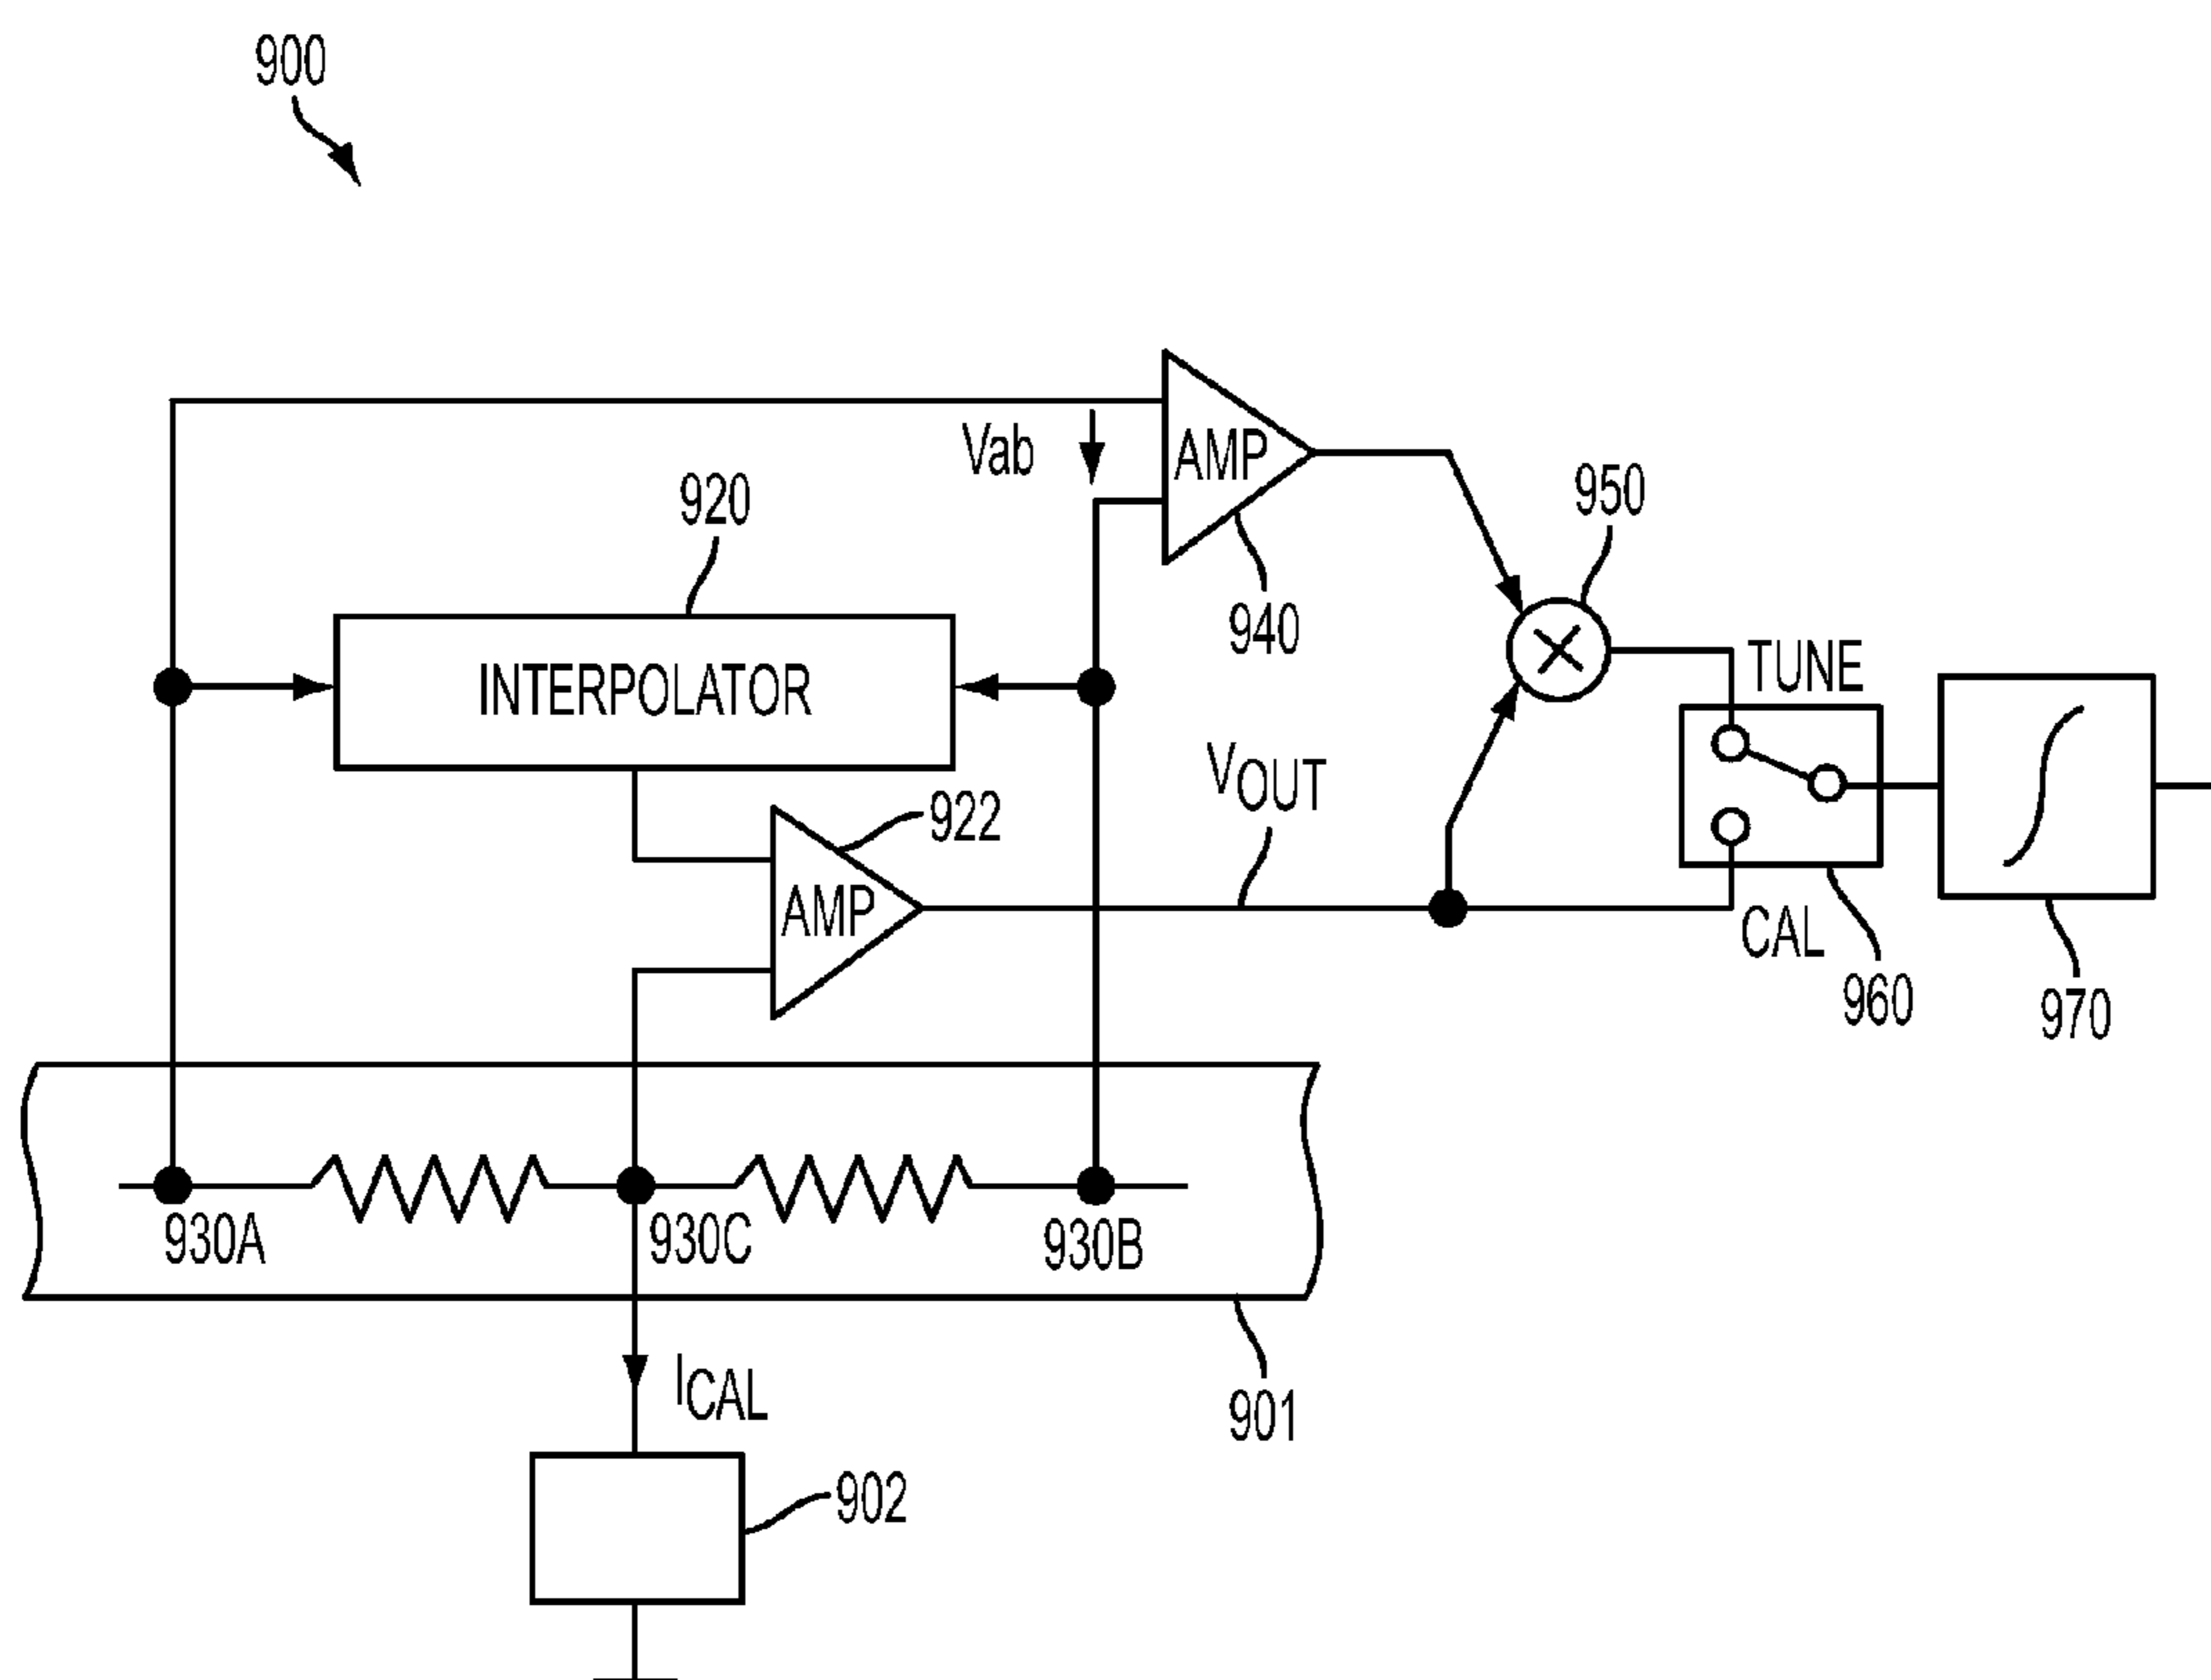 900
Vab
AMP
920
950
940
INTERPOLATOR
TUNE
VOUT
922
AMP
CAL
960
970
930A
930C
930B
ICAL
901
902